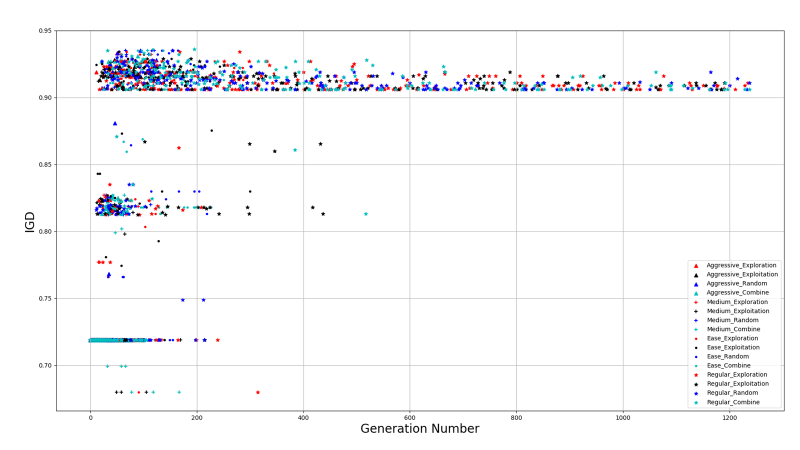 0.95
0.90
0.85
0.80
0.75
0.70
IGD
0 200 400 600 800 1000 1200
Generation Number
Aggressive_Exploration
Aggressive_Exploitation
Aggressive_Random
Aggressive_Combine
Medium_Exploration
Medium_Exploitation
Medium_Random
Medium_Combine
Ease_Exploration
Ease_Exploitation
Ease_Random
Ease_Combine
Regular_Exploration
Regular_Exploitation
Regular_Random
Regular_Combine